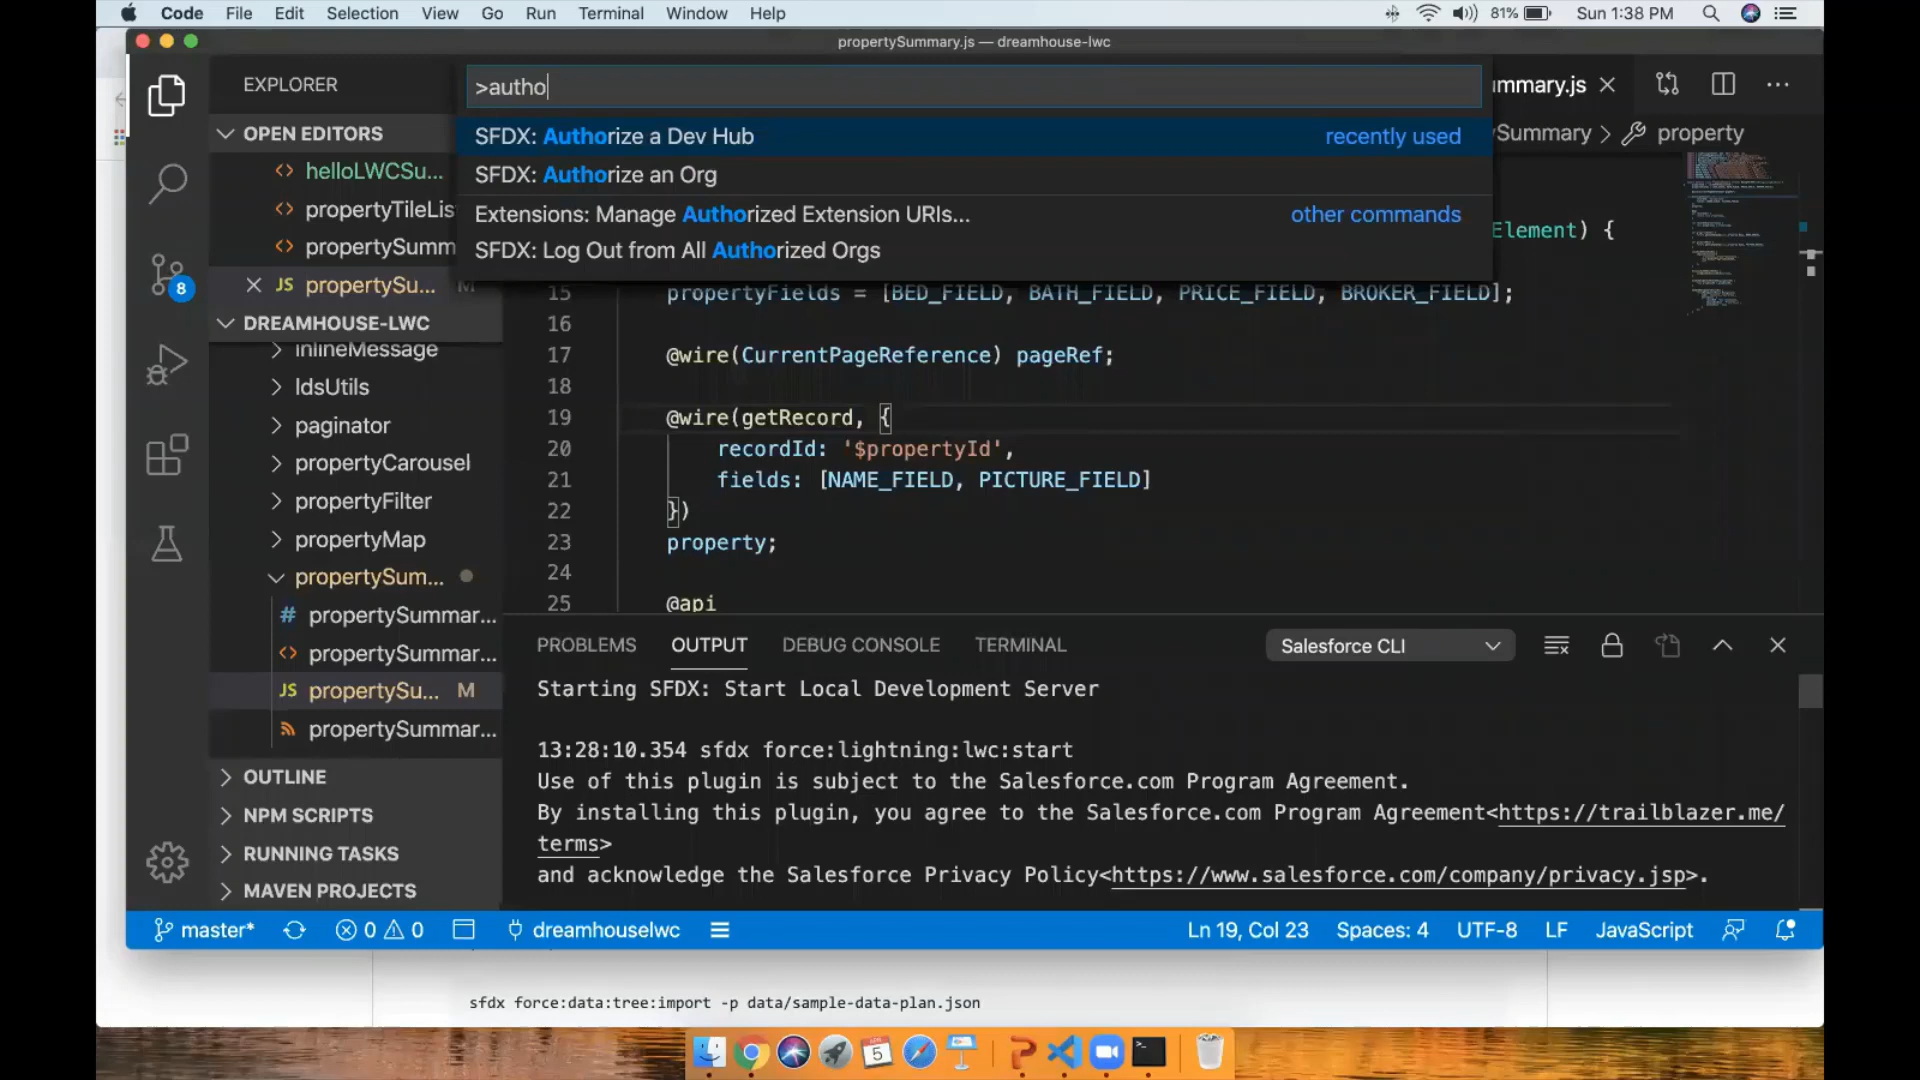 Code File Edit Selection View Go Run Terminal Window Help 81% Sun 1:38 PM
propertySummary.js — dreamhouse-lwc
EXPLORER
>autho
ummary.js
OPEN EDITORS
SFDX: Authorize a Dev Hub recently used
ySummary > property
helloLWCSu...
SFDX: Authorize an Org
propertyTileLis
Extensions: Manage Authorized Extension URIs... other commands
Element) {
propertySumm
SFDX: Log Out from All Authorized Orgs
JS propertySu... M
15 propertyFields = [BED_FIELD, BATH_FIELD, PRICE_FIELD, BROKER_FIELD];
DREAMHOUSE-LWC
16
inlineMessage
17 @wire(CurrentPageReference) pageRef;
ldsUtils
18
paginator
19 @wire(getRecord, {
20 recordId: '$propertyId',
propertyCarousel
21 fields: [NAME_FIELD, PICTURE_FIELD]
propertyFilter
22 })
propertyMap
23 property;
propertySum...
24
25 @api
# propertySummar...
<> propertySummar...
JS propertySu... M
propertySummar...
PROBLEMS OUTPUT DEBUG CONSOLE TERMINAL Salesforce CLI
Starting SFDX: Start Local Development Server
13:28:10.354 sfdx force:lightning:lwc:start
Use of this plugin is subject to the Salesforce.com Program Agreement.
By installing this plugin, you agree to the Salesforce.com Program Agreement<https://trailblazer.me/
terms>
and acknowledge the Salesforce Privacy Policy<https://www.salesforce.com/company/privacy.jsp>.
OUTLINE
NPM SCRIPTS
RUNNING TASKS
MAVEN PROJECTS
8
master* 0 0 dreamhouselwc Ln 19, Col 23 Spaces: 4 UTF-8 LF JavaScript
sfdx force:data:tree:import -p data/sample-data-plan.json
5